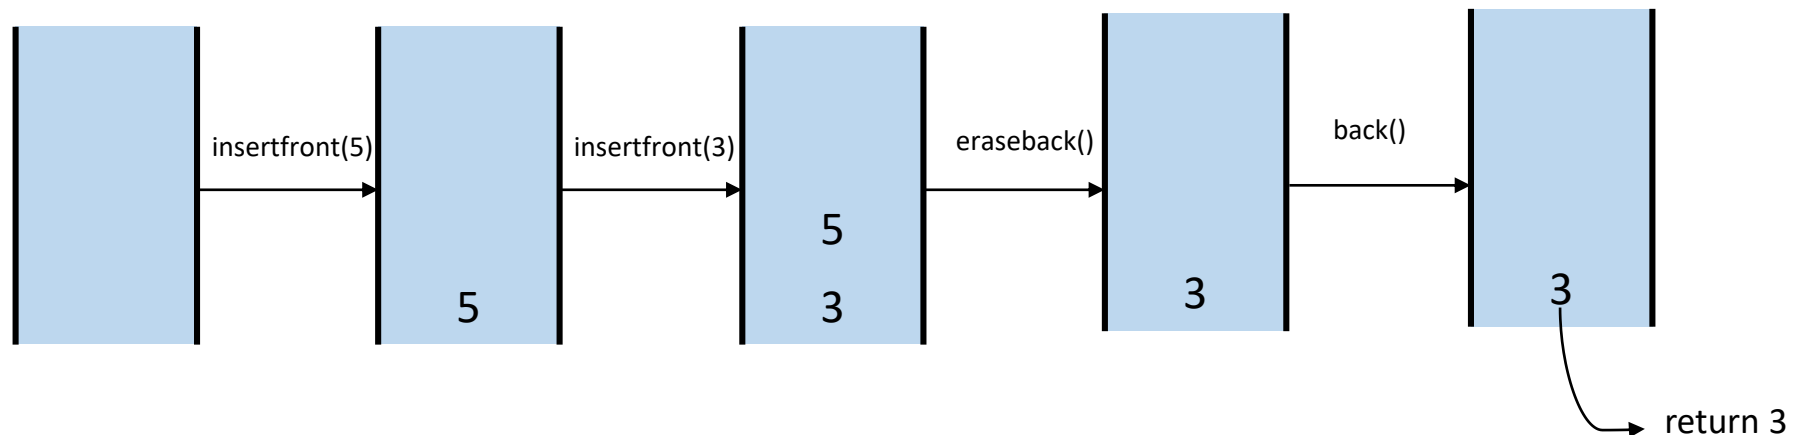 insertfront(5)
insertfront(3)
eraseback()
back()
5
5
3
3
3
return 3